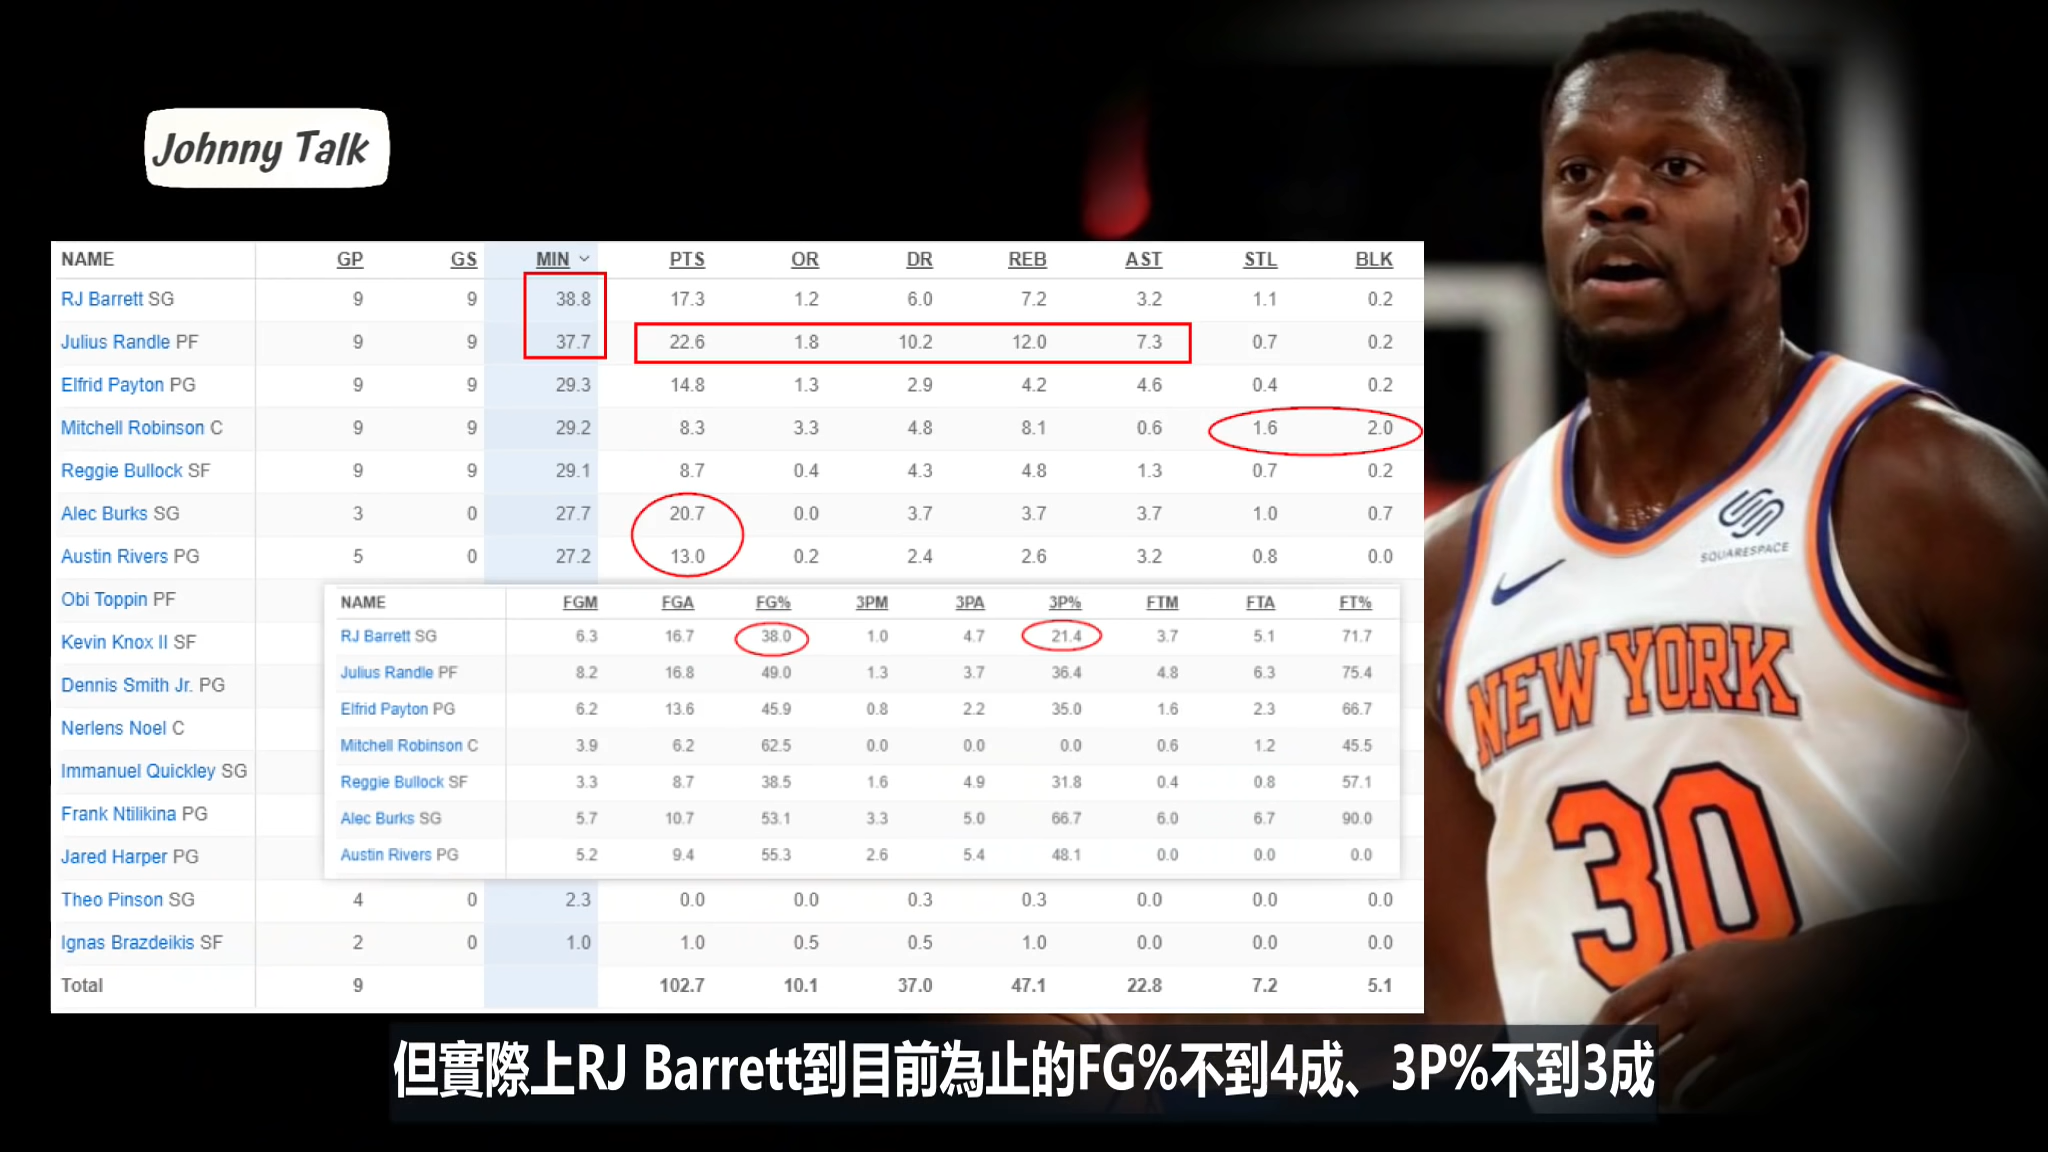 Johnny Talk
NAME GP GS MIN PTS OR DR REB AST STL BLK
RJ Barrett SG 9 9 38.8 17.3 1.2 6.0 7.2 3.2 1.1 0.2
Julius Randle PF 9 9 37.7 22.6 1.8 10.2 12.0 7.3 0.7 0.2
Elfrid Payton PG 9 9 29.3 14.8 1.3 2.9 4.2 4.6 0.4 0.2
Mitchell Robinson C 9 9 29.2 8.3 3.3 4.8 8.1 0.6 1.6 2.0
Reggie Bullock SF 9 9 29.1 8.7 0.4 4.3 4.8 1.3 0.7 0.2
Alec Burks SG 3 0 27.7 20.7 0.0 3.7 3.7 3.7 1.0 0.7
Austin Rivers PG 5 0 27.2 13.0 0.2 2.4 2.6 3.2 0.8 0.0
Obi Toppin PF
Kevin Knox II SF
Dennis Smith Jr. PG
Nerlens Noel C
Immanuel Quickley SG
Frank Ntilikina PG
Jared Harper PG
NAME FGM FGA FG% 3PM 3PA 3P% FTM FTA FT%
RJ Barrett SG 6.3 16.7 38.0 1.0 4.7 21.4 3.7 5.1 71.7
Julius Randle PF 8.2 16.8 49.0 1.3 3.7 36.4 4.8 6.3 75.4
Elfrid Payton PG 6.2 13.6 45.9 0.8 2.2 35.0 1.6 2.3 66.7
Mitchell Robinson C 3.9 6.2 62.5 0.0 0.0 0.0 0.6 1.2 45.5
Reggie Bullock SF 3.3 8.7 38.5 1.6 4.9 31.8 0.4 0.8 57.1
Alec Burks SG 5.7 10.7 53.1 3.3 5.0 66.7 6.0 6.7 90.0
Austin Rivers PG 5.2 9.4 55.3 2.6 5.4 48.1 0.0 0.0 0.0
Theo Pinson SG 4 0 2.3 0.0 0.0 0.3 0.3 0.0 0.0 0.0
Ignas Brazdeikis SF 2 0 1.0 1.0 0.5 0.5 1.0 0.0 0.0 0.0
Total 9 102.7 10.1 37.0 47.1 22.8 7.2 5.1
SQUARESPACE
NEW YORK
30
但實際上RJ Barrett到目前為止的FG%不到4成、3P%不到3成